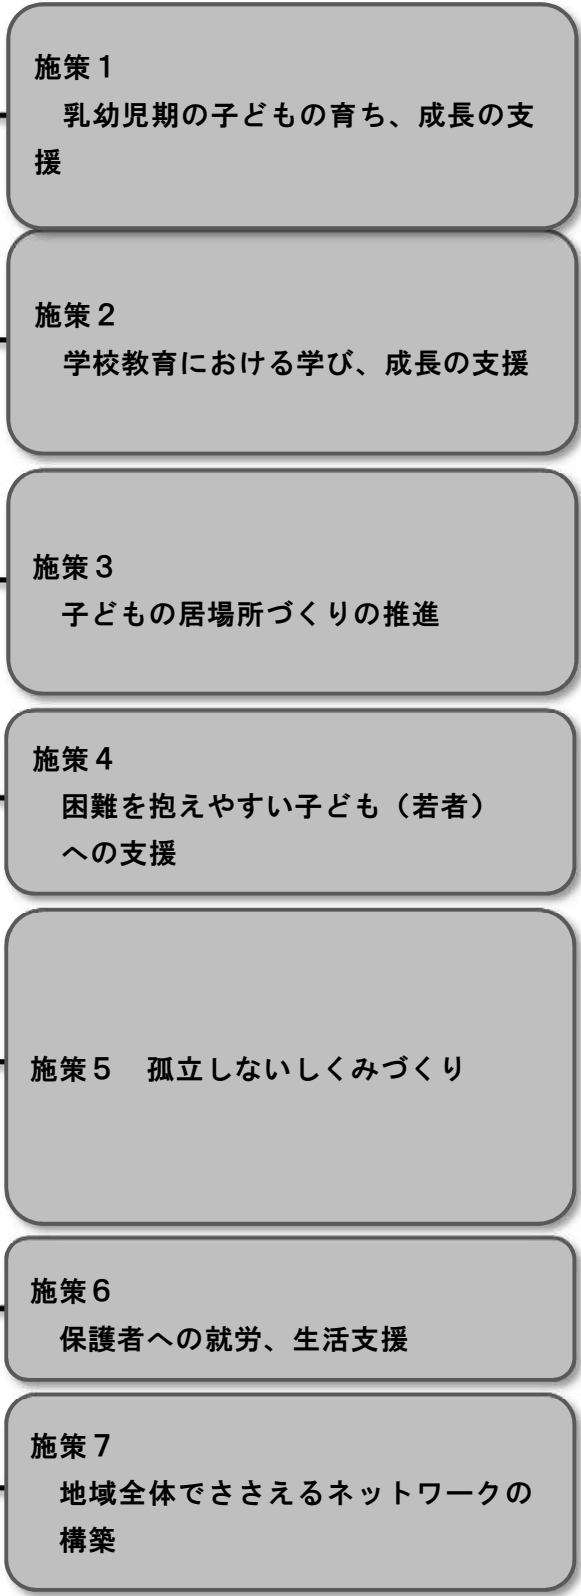 施策１
乳幼児期の子どもの育ち、成長の支
援
施策２
学校教育における学び、成長の支援
施策３
子どもの居場所づくりの推進
施策４
困難を抱えやすい子ども（若者）
への支援
施策５　孤立しないしくみづくり
施策６
保護者への就労、生活支援
施策７
地域全体でささえるネットワークの
構築